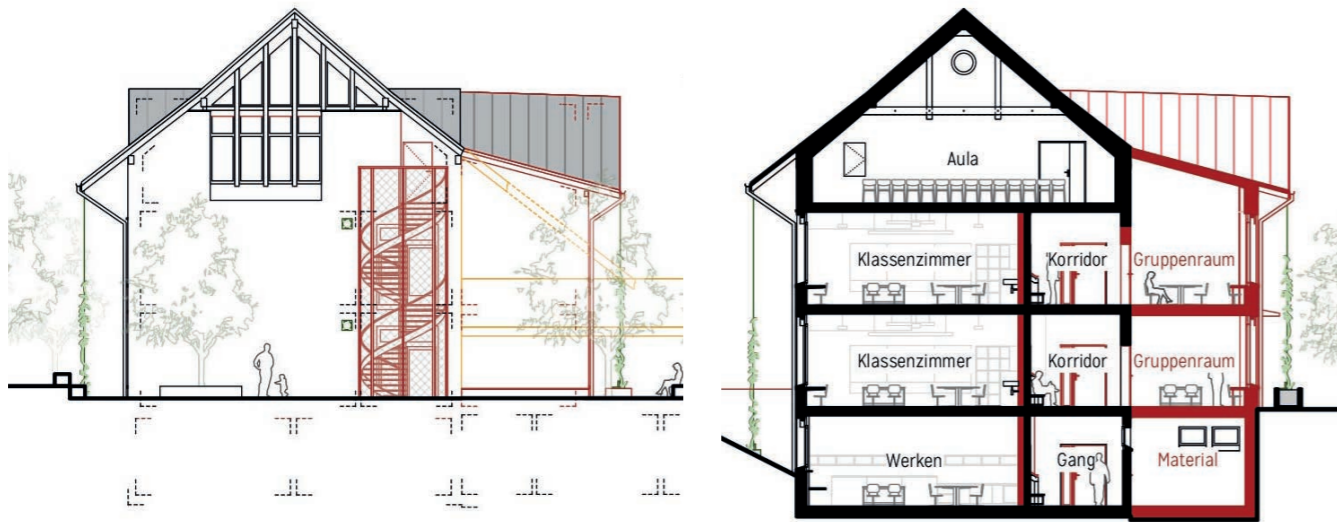 Aula
Klassenzimmer Korridor Gruppenraum
Klassenzimmer Korridor Gruppenraum
Werken Gang Material